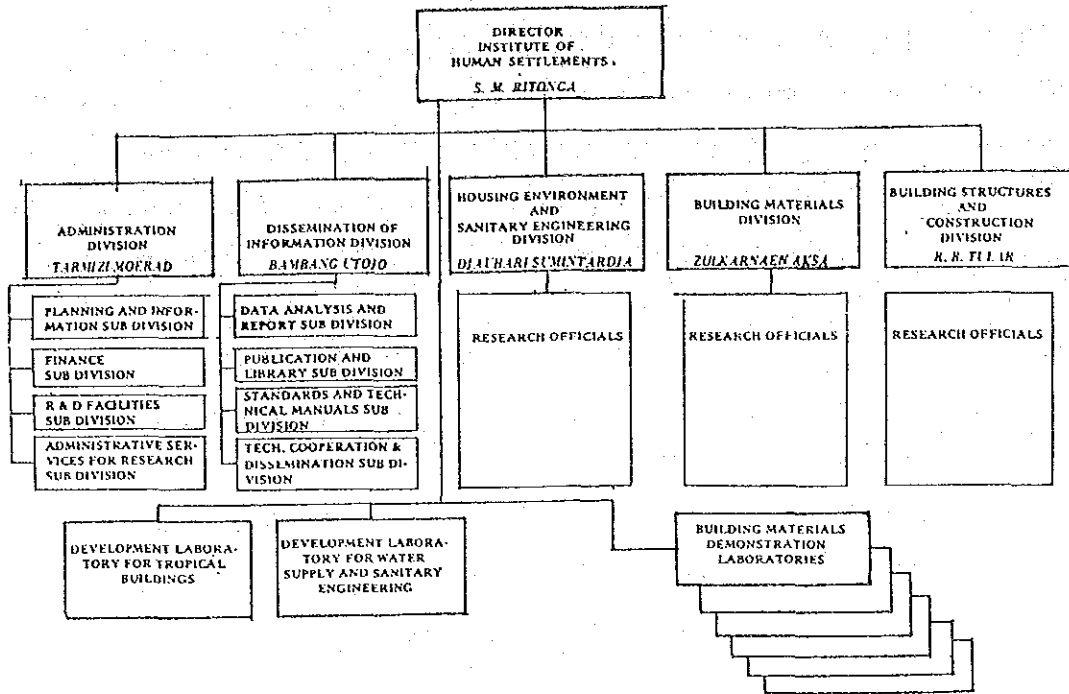 DIRECTOR
INSTITUTE OF
HUMAN SETTLEMENTS
S. M. RITONGA
ADMINISTRATION
DIVISION
TARMIZI MOERAD
DISSEMINATION OF
INFORMATION DIVISION
BAMBANG UTOJO
HOUSING ENVIRONMENT
AND
SANITARY ENGINEERING
DIVISION
DJAUHARI SUMINTARDJA
BUILDING MATERIALS
DIVISION
ZULKARNAEN AKSA
BUILDING STRUCTURES
AND
CONSTRUCTION
DIVISION
PLANNING AND INFOR-
MATION SUB DIVISION
FINANCE
SUB DIVISION
R & D FACILITIES
SUB DIVISION
ADMINISTRATIVE SER-
VICES FOR RESEARCH
SUB DIVISION
DATA ANALYSIS AND
REPORT SUB DIVISION
PUBLICATION AND
LIBRARY SUB DIVISION
STANDARDS AND TECH-
NICAL MANUALS SUB
DIVISION
TECH. COOPERATION &
DISSEMINATION SUB DI-
VISION
RESEARCH OFFICIALS
RESEARCH OFFICIALS
RESEARCH OFFICIALS
DEVELOPMENT LABORA-
TORY FOR TROPICAL
BUILDINGS
DEVELOPMENT LABORA-
TORY FOR WATER
SUPPLY AND SANITARY
ENGINEERING
BUILDING MATERIALS
DEMONSTRATION
LABORATORIES